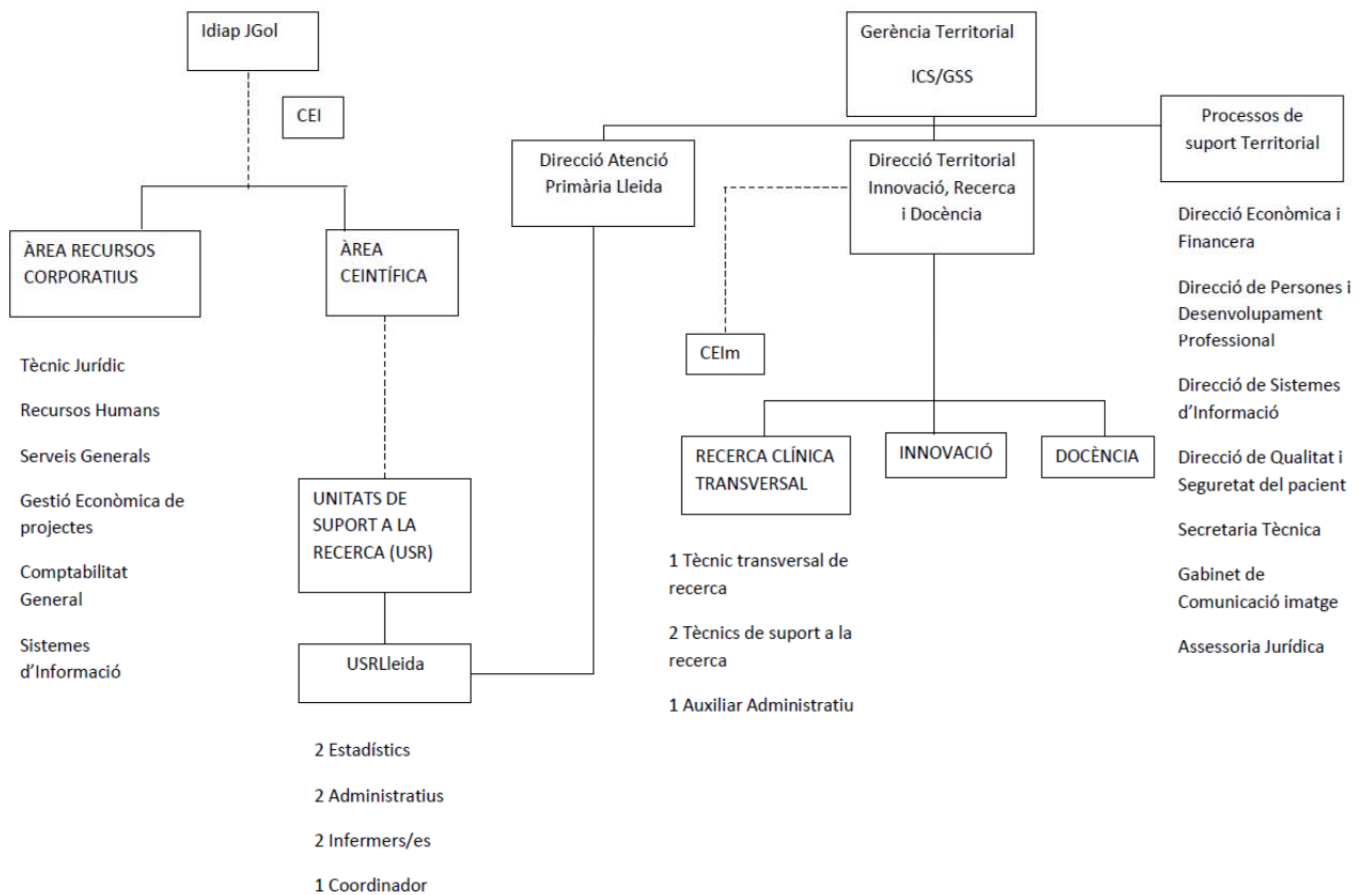 Idiap JGol
CEI
ÀREA RECURSOS
CORPORATIUS
Tècnic Jurídic
Recursos Humans
Serveis Generals
Gestió Econòmica de
projectes
Comptabilitat
General
Sistemes
d’Informació
ÀREA
CEINTÍFICA
UNITATS DE
SUPORT A LA
RECERCA (USR)
USRLleida
2 Estadístics
2 Administratius
2 Infermers/es
1 Coordinador
Gerència Territorial
ICS/GSS
Direcció Atenció
Primària Lleida
Direcció Territorial
Innovació, Recerca
i Docència
CEIm
RECERCA CLÍNICA
TRANSVERSAL
1 Tècnic transversal de
recerca
2 Tècnics de suport a la
recerca
1 Auxiliar Administratiu
INNOVACIÓ
DOCÈNCIA
Processos de
suport Territorial
Direcció Econòmica i
Financera
Direcció de Persones i
Desenvolupament
Professional
Direcció de Sistemes
d’Informació
Direcció de Qualitat i
Seguretat del pacient
Secretaria Tècnica
Gabinet de
Comunicació imatge
Assessoria Jurídica